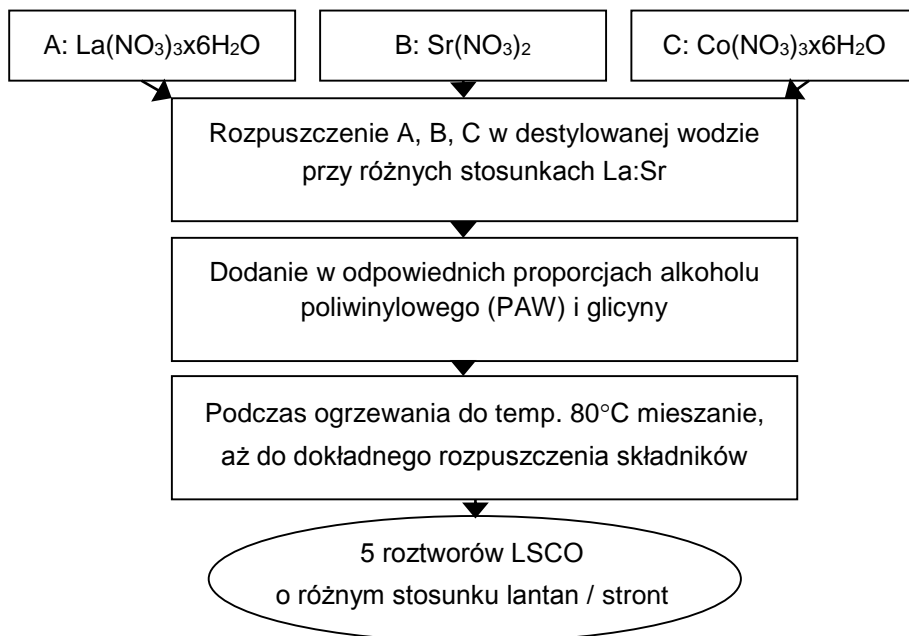 A: La(NO₃)₃x6H₂O
B: Sr(NO₃)₂
C: Co(NO₃)₃x6H₂O
Rozpuszczenie A, B, C w destylowanej wodzie
przy różnych stosunkach La:Sr
Dodanie w odpowiednich proporcjach alkoholu
poliwinylowego (PAW) i glicyny
Podczas ogrzewania do temp. 80°C mieszanie,
aż do dokładnego rozpuszczenia składników
5 roztworów LSCO
o różnym stosunku lantan / stront